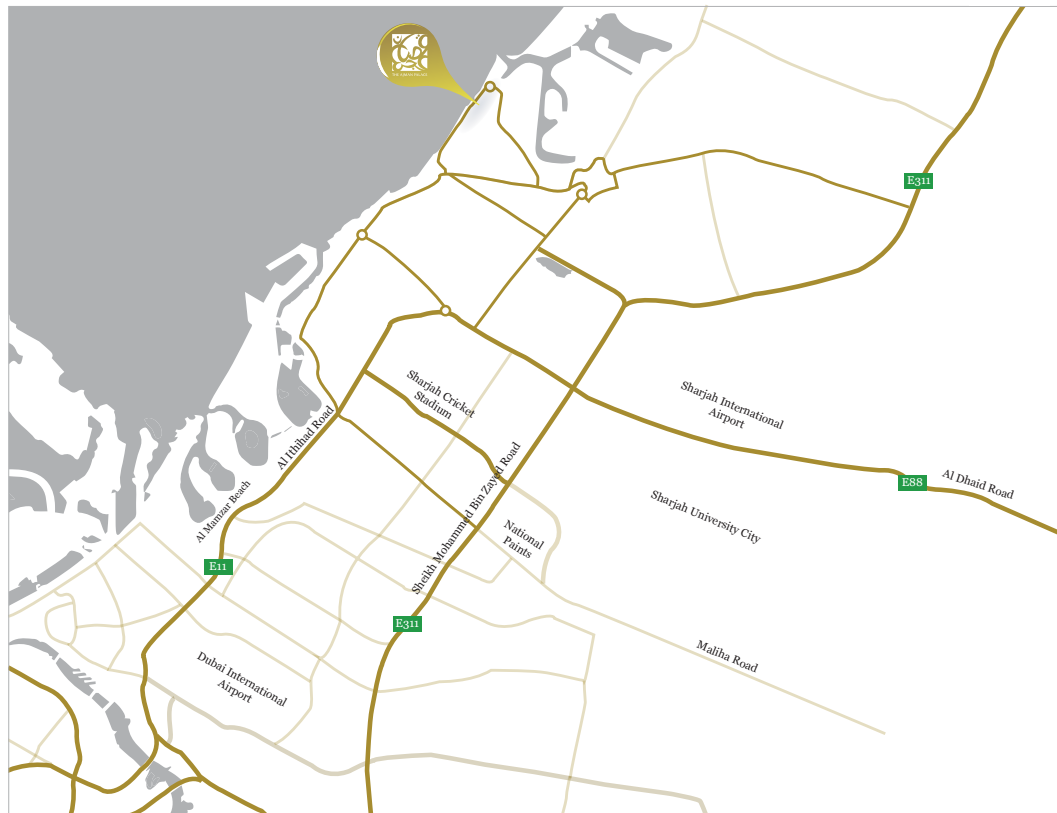 E311
Sharjah Cricket
Stadium
Sharjah International
Airport
Al Ithihad Road
Al Dhaid Road
E88
Al Mamzar Beach
Sheikh Mohammed Bin Zayed Road
Sharjah University City
National
Paints
E11
E311
Maliha Road
Dubai International
Airport